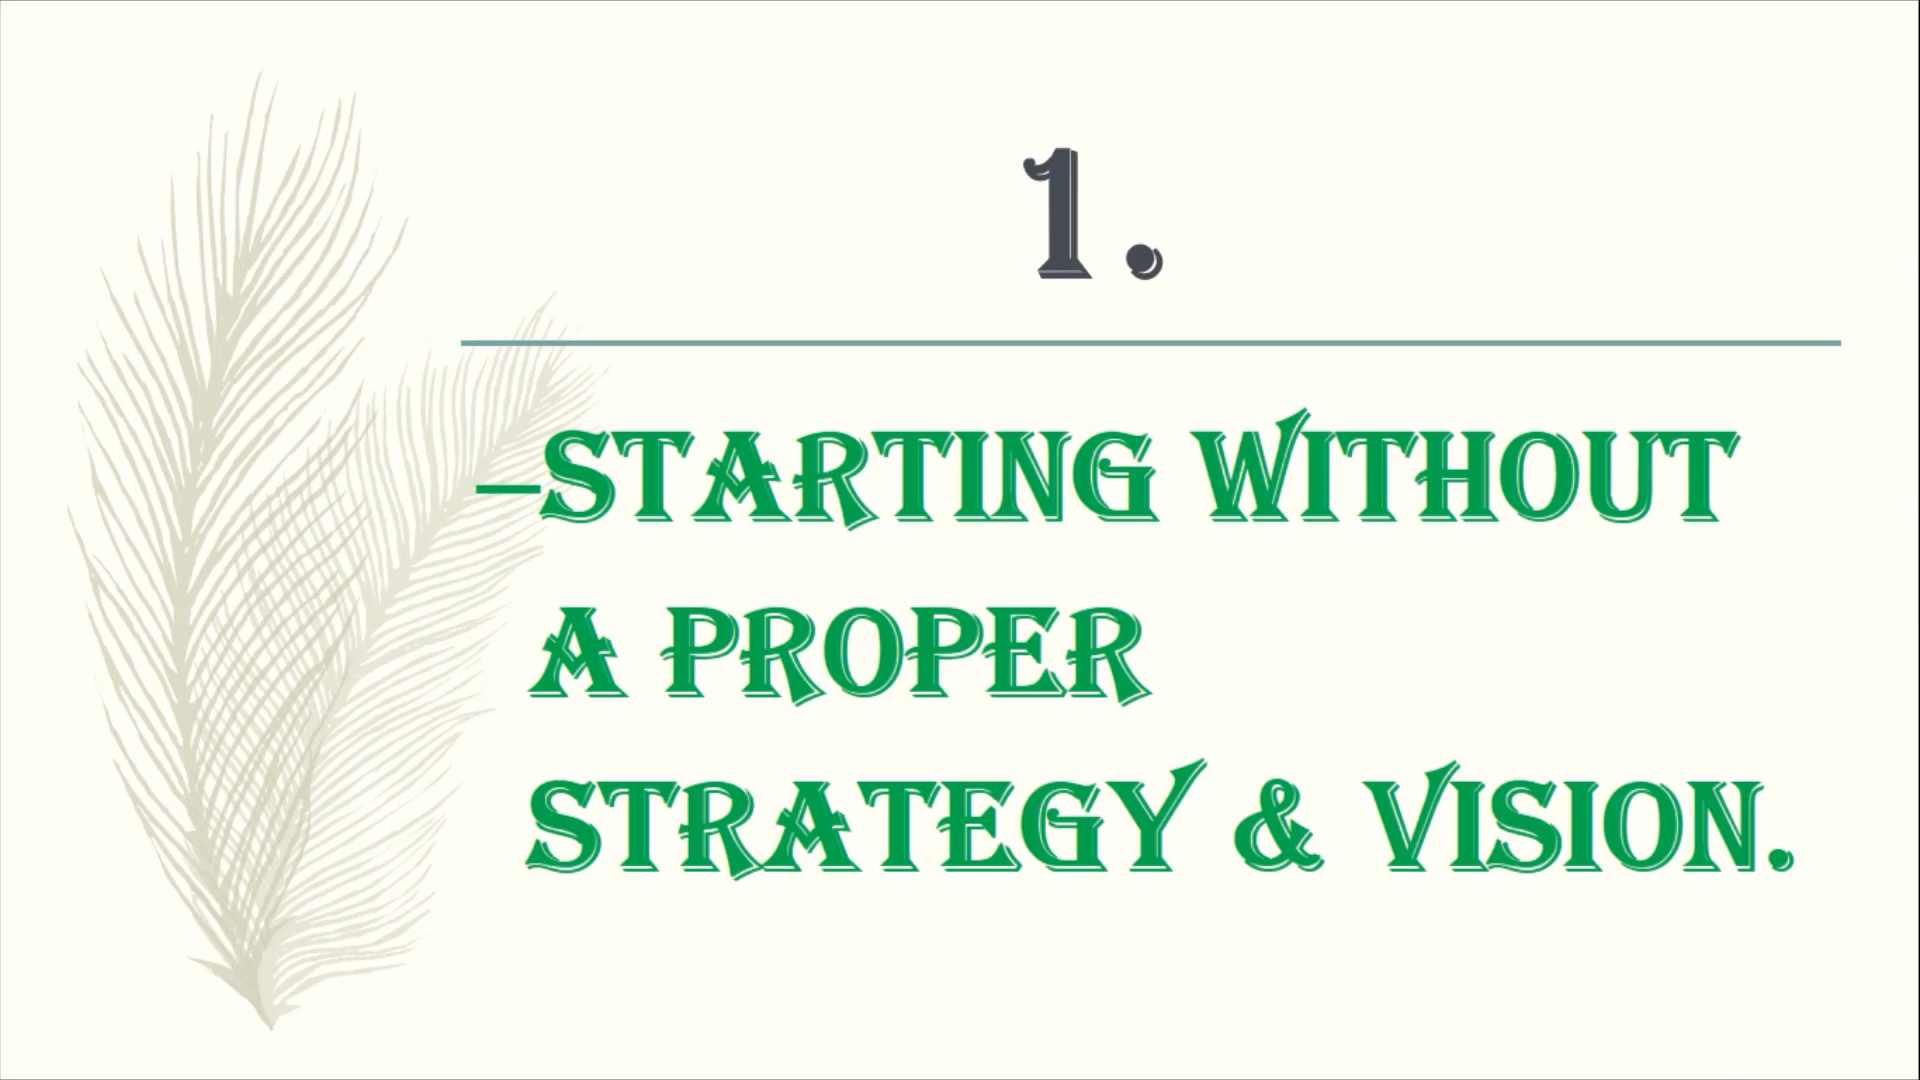 1.
–STARTING WITHOUT
A PROPER
STRATEGY & VISION.